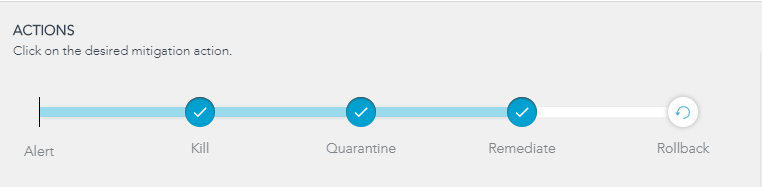 ACTIONS
Click on the desired mitigation action.
Alert Kill Quarantine Remediate Rollback